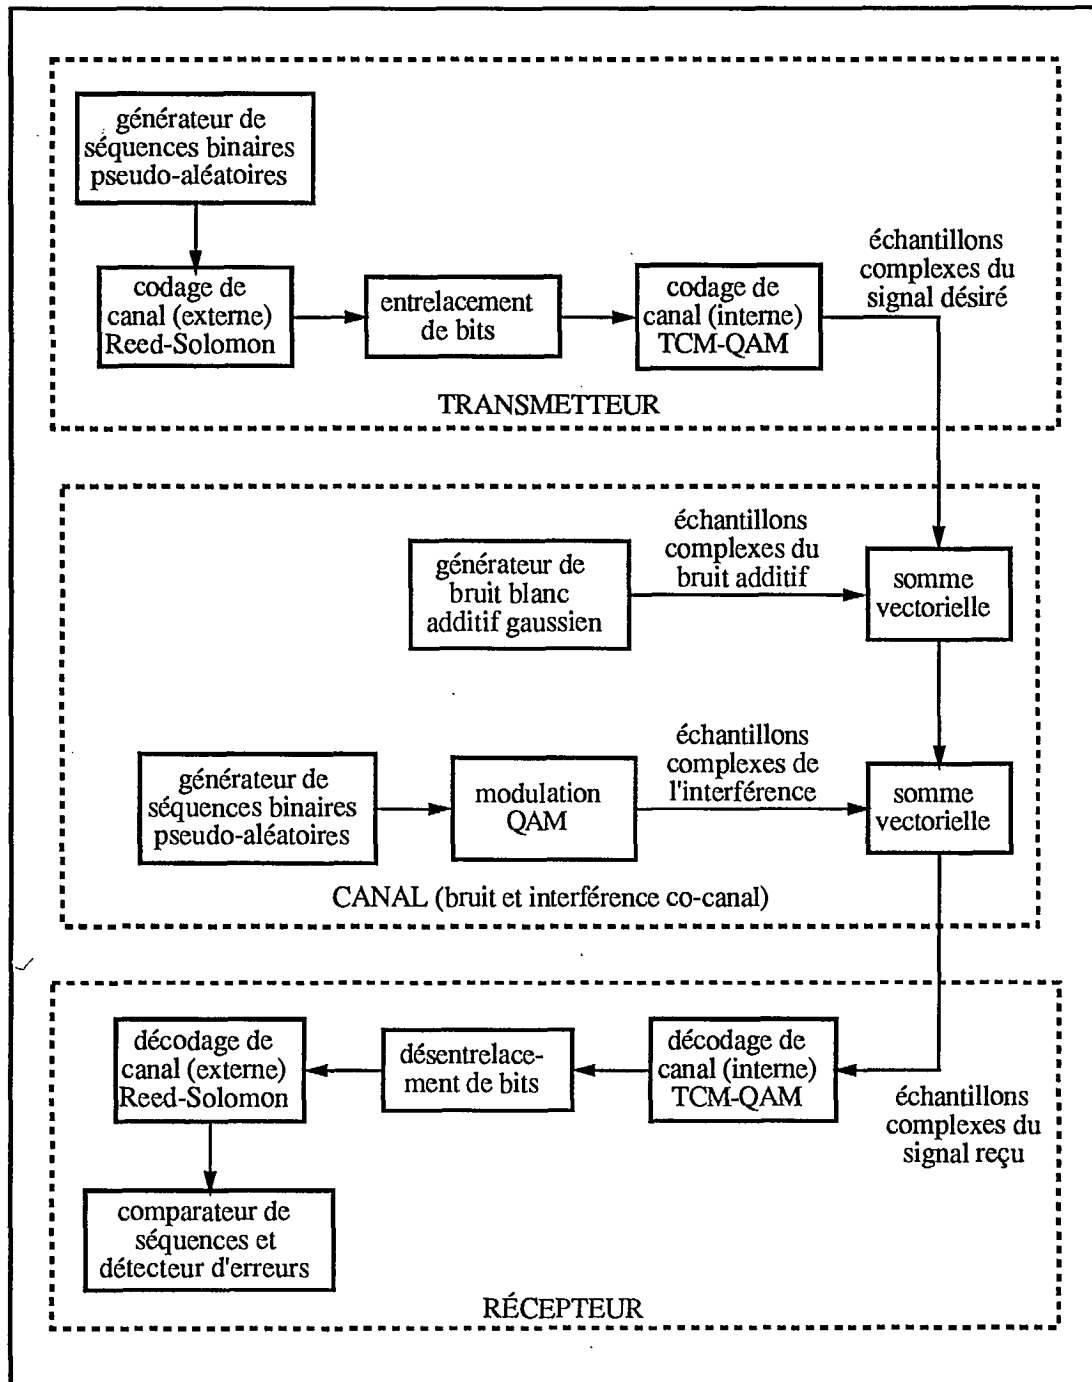 générateur de
séquences binaires
pseudo-aléatoires
codage de
canal (externe)
Reed-Solomon
entrelacement
de bits
codage de
canal (interne)
TCM-QAM
échantillons
complexes du
signal désiré
TRANSMETTEUR
générateur de
bruit blanc
additif gaussien
échantillons
complexes du
bruit additif
somme
vectorielle
générateur de
séquences binaires
pseudo-aléatoires
modulation
QAM
échantillons
complexes de
l'interférence
somme
vectorielle
CANAL (bruit et interférence co-canal)
décodage de
canal (externe)
Reed-Solomon
désentrelace-
ment de bits
décodage de
canal (interne)
TCM-QAM
échantillons
complexes du
signal reçu
comparateur de
séquences et
détecteur d'erreurs
RÉCEPTEUR